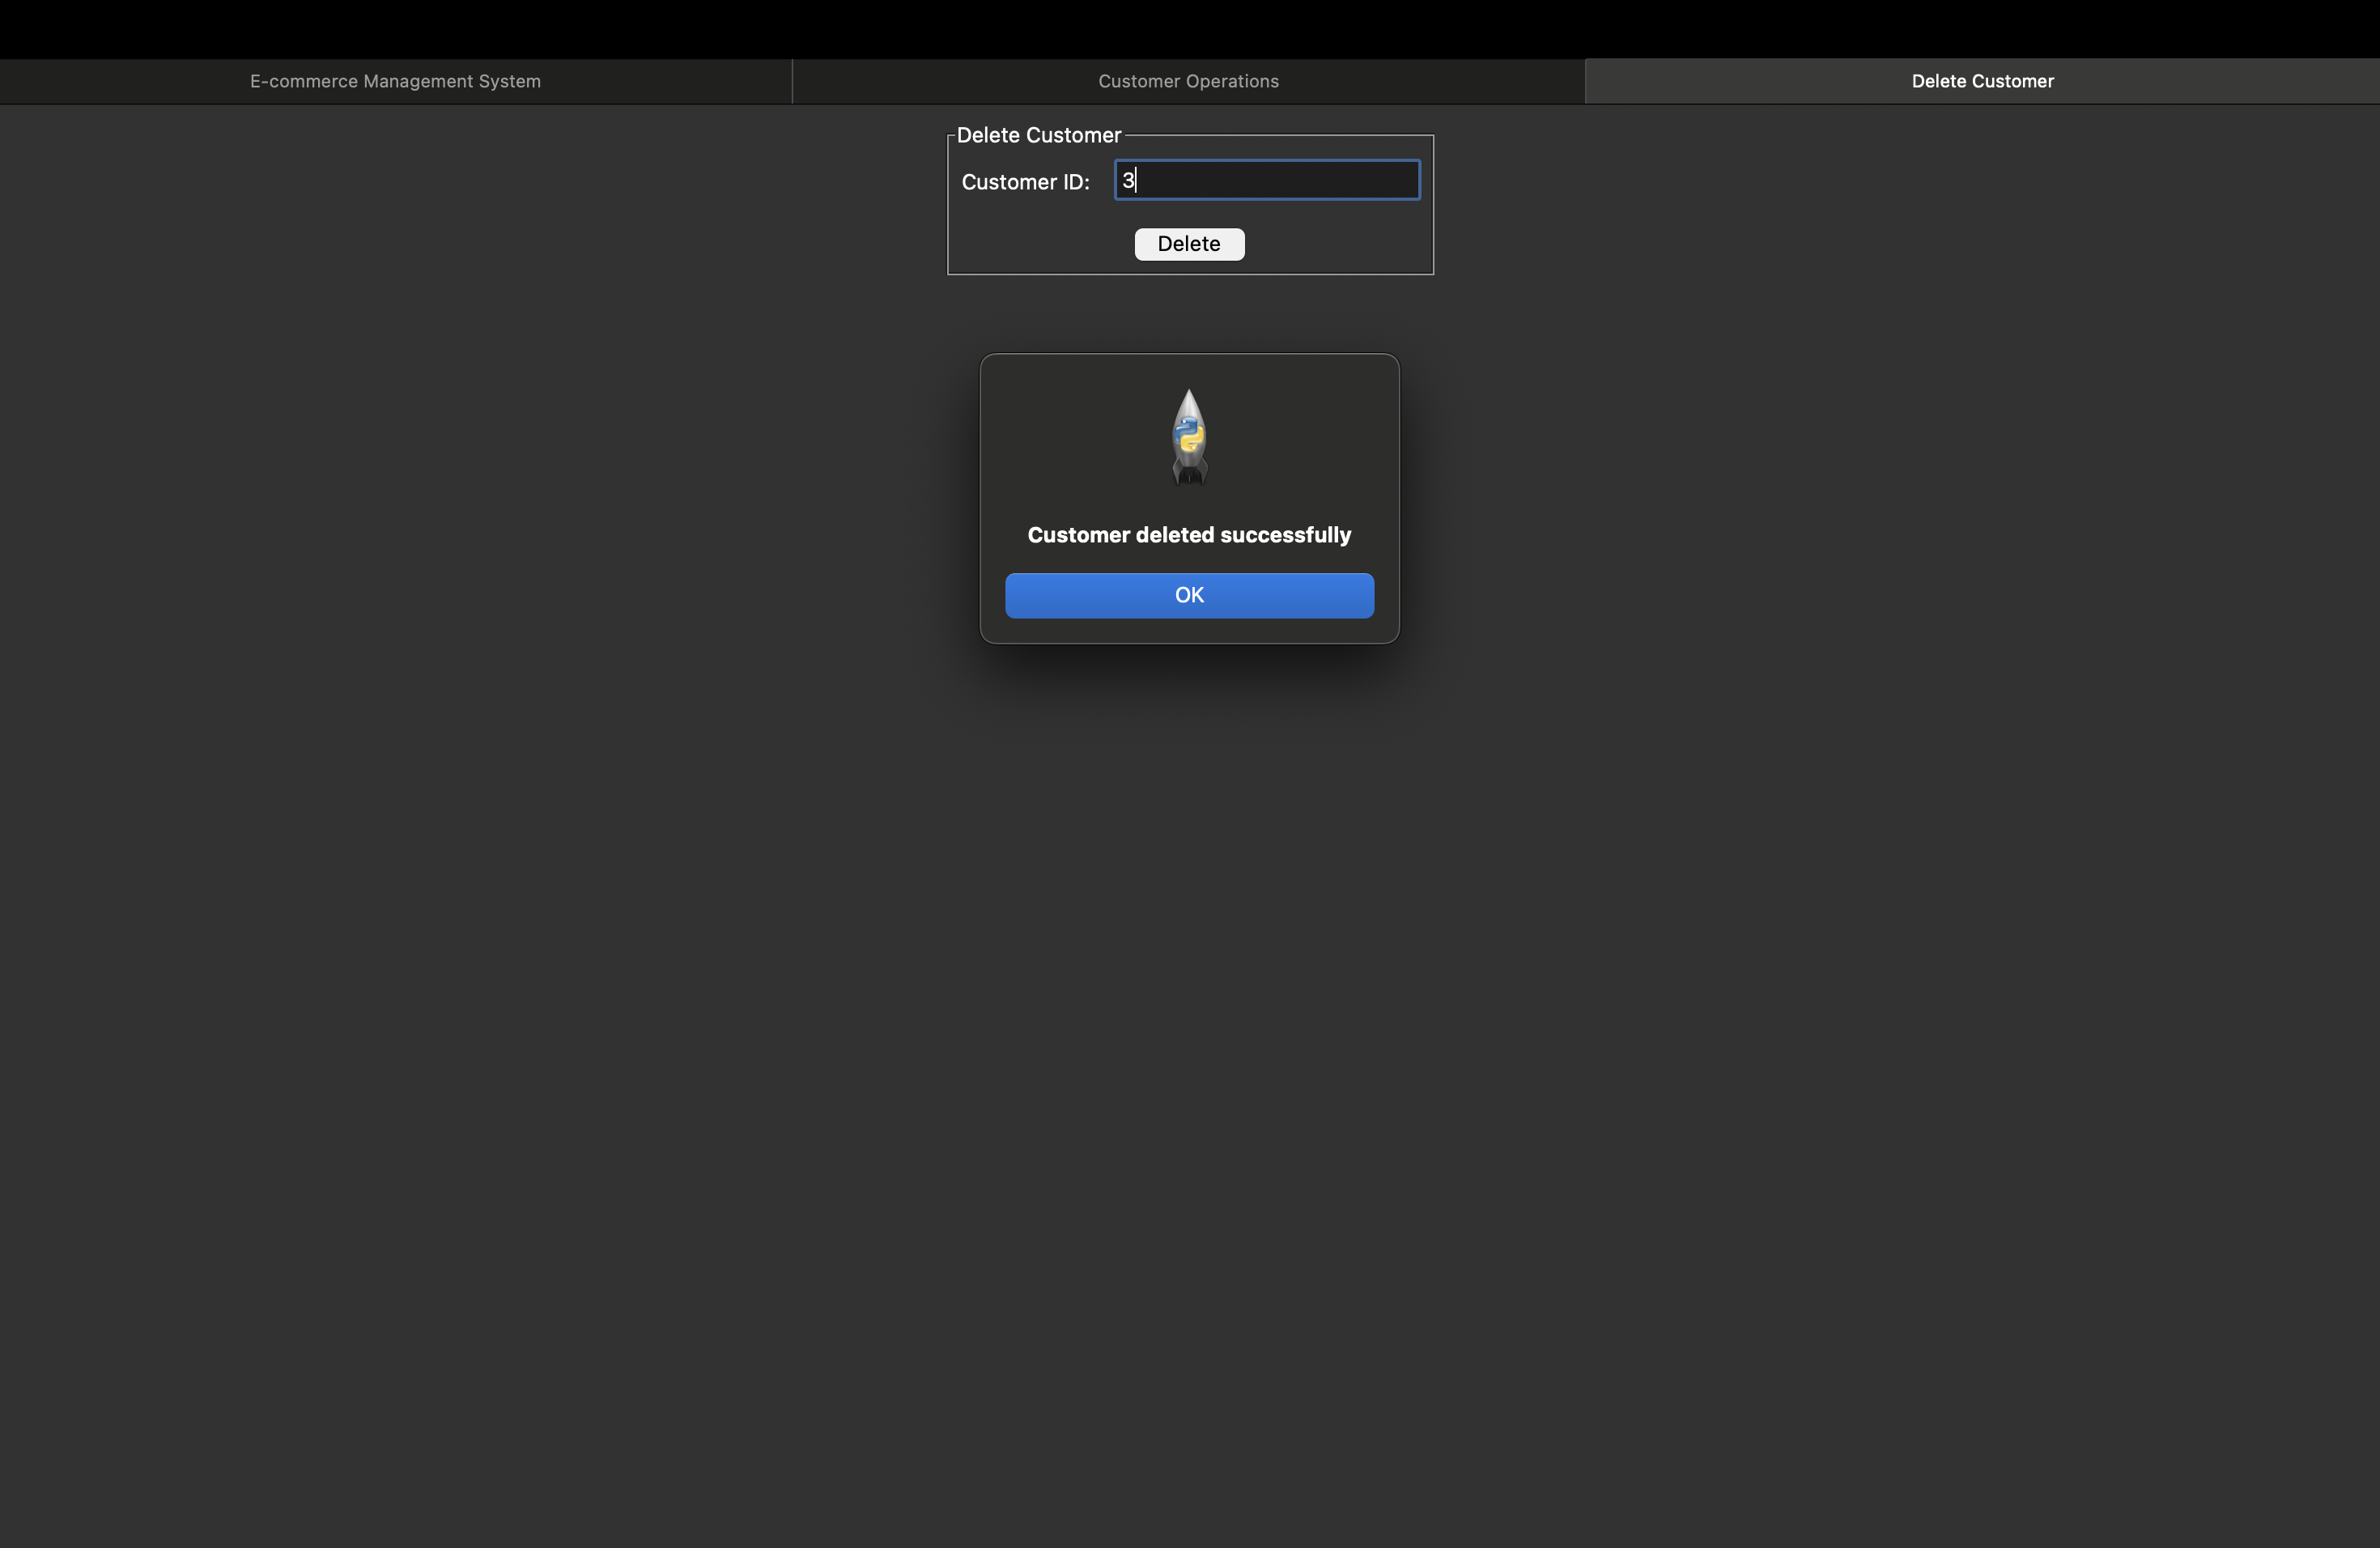 E-commerce Management System
Customer Operations
Delete Customer
Delete Customer
Customer ID:
3
Delete
Customer deleted successfully
OK